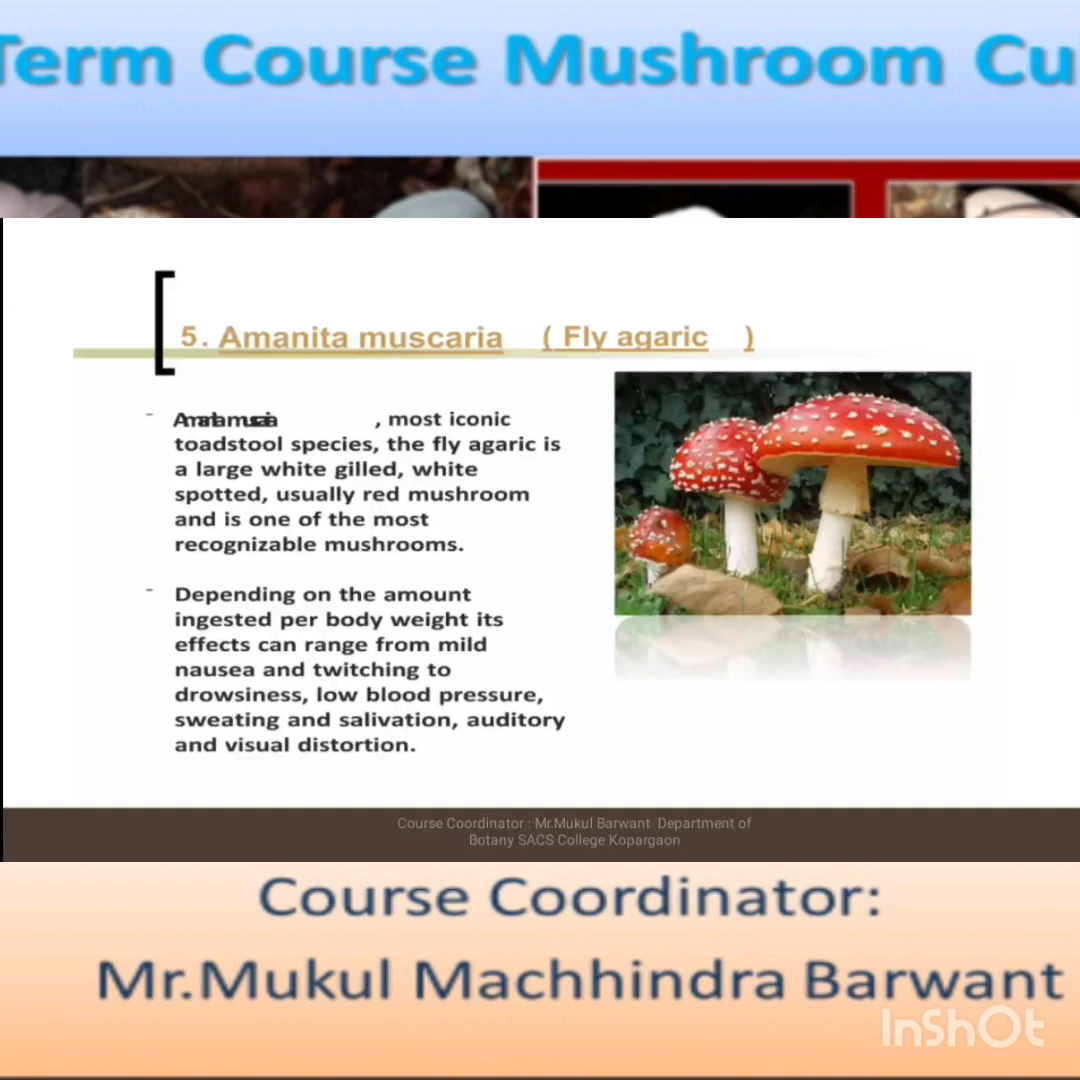 Term Course Mushroom Cu
5. Amanita muscaria ( Fly agaric )
- Amanita muscaria , most iconic
toadstool species, the fly agaric is
a large white gilled, white
spotted, usually red mushroom
and is one of the most
recognizable mushrooms.
- Depending on the amount
ingested per body weight its
effects can range from mild
nausea and twitching to
drowsiness, low blood pressure,
sweating and salivation, auditory
and visual distortion.
Course Coordinator : Mr.Mukul Barwant Department of
Botany SACS College Kopargaon
Course Coordinator:
Mr.Mukul Machhindra Barwant
InShOt